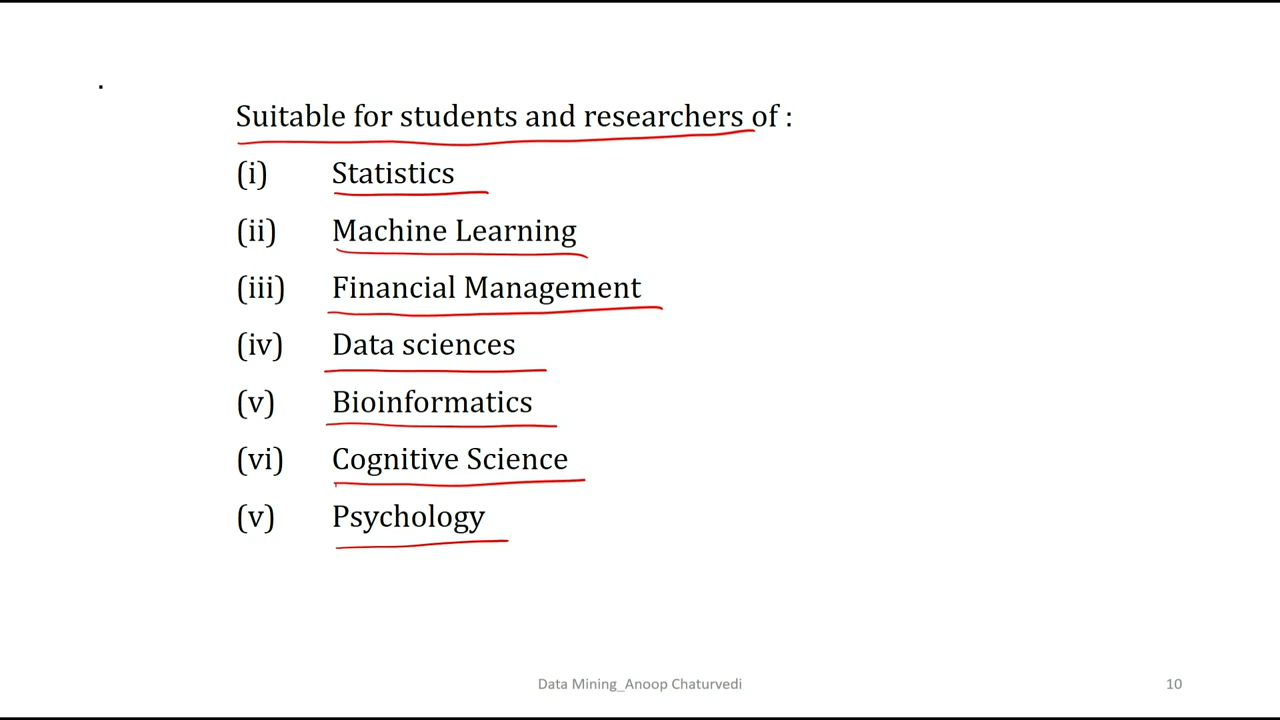 .
Suitable for students and researchers of :
(i) Statistics
(ii) Machine Learning
(iii) Financial Management
(iv) Data sciences
(v) Bioinformatics
(vi) Cognitive Science
(v) Psychology
Data Mining_Anoop Chaturvedi 10